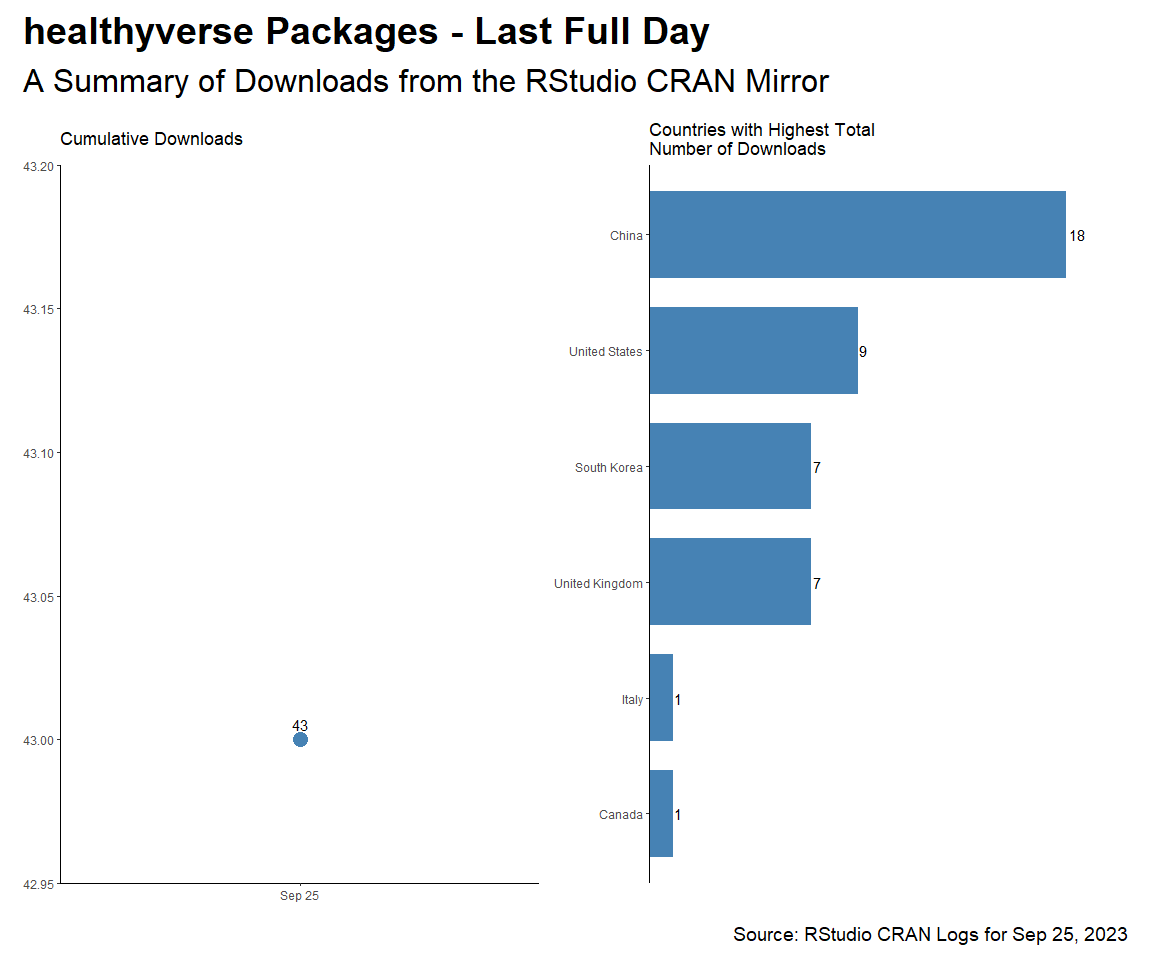 healthyverse Packages - Last Full Day
A Summary of Downloads from the RStudio CRAN Mirror
Cumulative Downloads
43.20
43.15
43.10
43.05
43.00
42.95
43
Sep 25
Countries with Highest Total
Number of Downloads
China
18
United States
9
South Korea
7
United Kingdom
7
Italy
1
Canada
1
Source: RStudio CRAN Logs for Sep 25, 2023